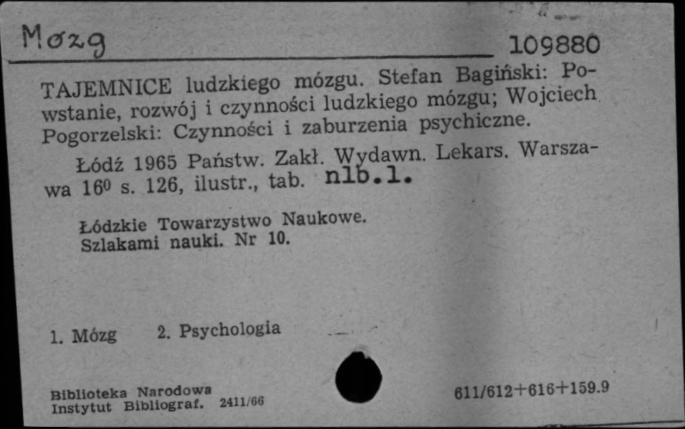 Mózg
109880
TAJEMNICE ludzkiego mózgu. Stefan Bagiński: Po-
wstanie, rozwój i czynności ludzkiego mózgu; Wojciech
Pogorzelski: Czynności i zaburzenia psychiczne.
Łódź 1965 Państw. Zakł. Wydawn. Lekars. Warsza-
wa 16⁰ s. 126, ilustr., tab. nlb.1.
Łódzkie Towarzystwo Naukowe.
Szlakami nauki. Nr 10.
1. Mózg 2. Psychologia
Biblioteka Narodowa
Instytut Bibliograf. 2411/66
611/612+616+159.9